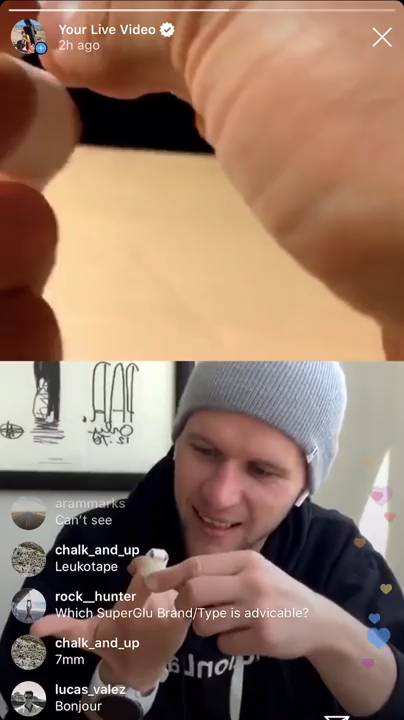 Your Live Video
2h ago
arammarks
Can't see
chalk_and_up
Leukotape
rock__hunter
Which SuperGlu Brand/Type is advicable?
chalk_and_up
7mm
lucas_valez
Bonjour